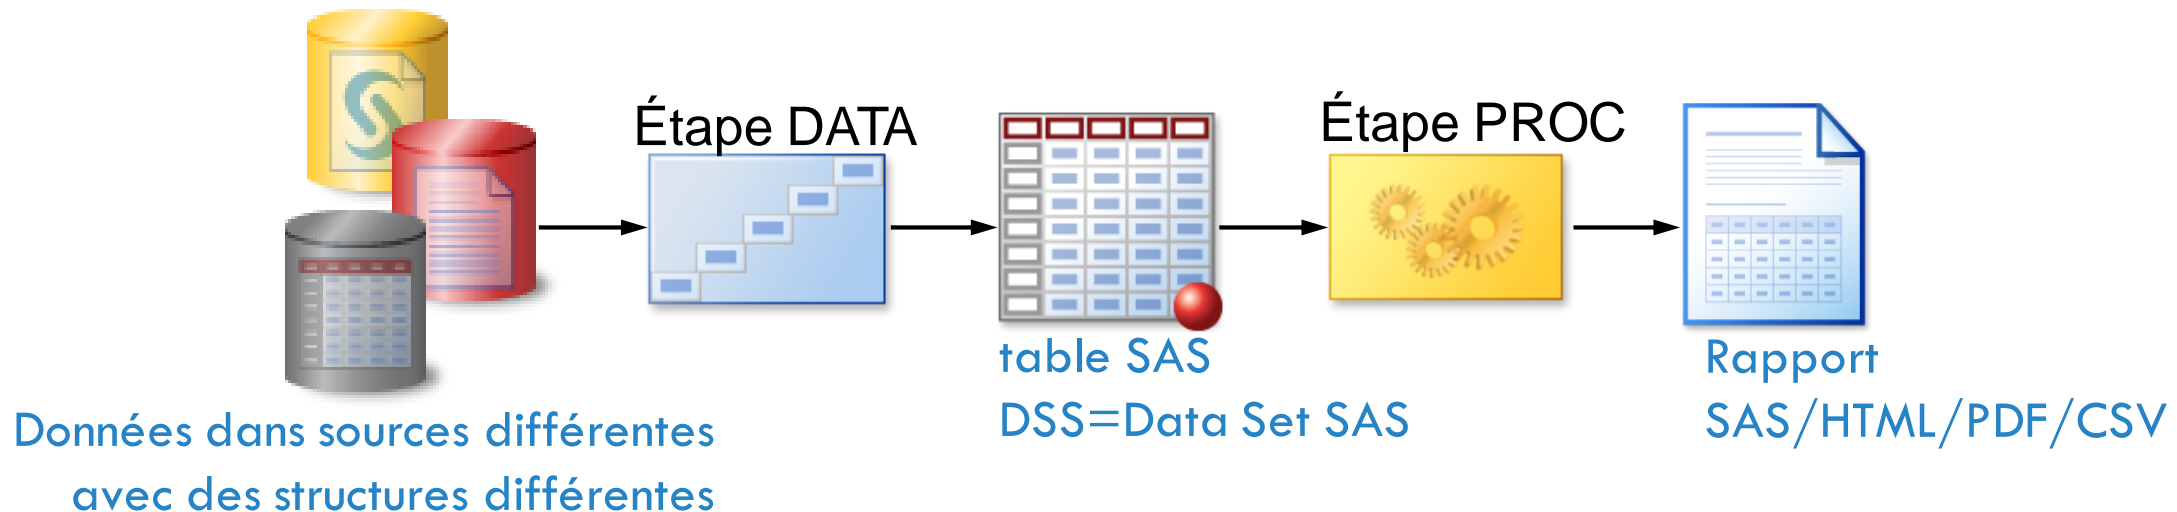 Étape DATA
Étape PROC
table SAS
DSS=Data Set SAS
Rapport
SAS/HTML/PDF/CSV
Données dans sources différentes
avec des structures différentes